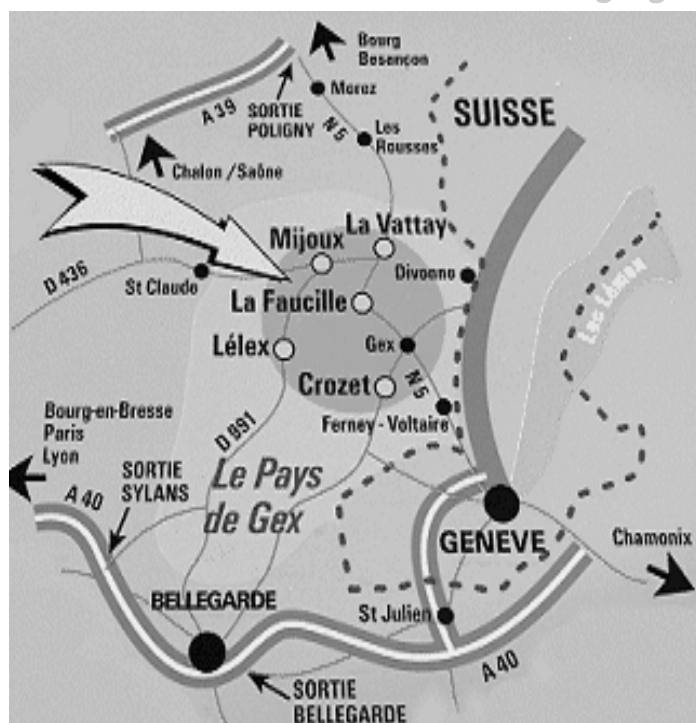 Bourg
Besançon
Morez
SUISSE
A 39
SORTIE
POLIGNY
N 5
Les
Rousses
Chalon / Saône
La Vattay
Mijoux
Divonne
Lac Léman
D 436
St Claude
La Faucille
Lélex
Gex
Crozet
N 5
Ferney - Voltaire
Bourg-en-Bresse
Paris
Lyon
D 991
SORTIE
SYLANS
Le Pays
de Gex
A 40
GENEVE
Chamonix
BELLEGARDE
St Julien
A 40
SORTIE
BELLEGARDE